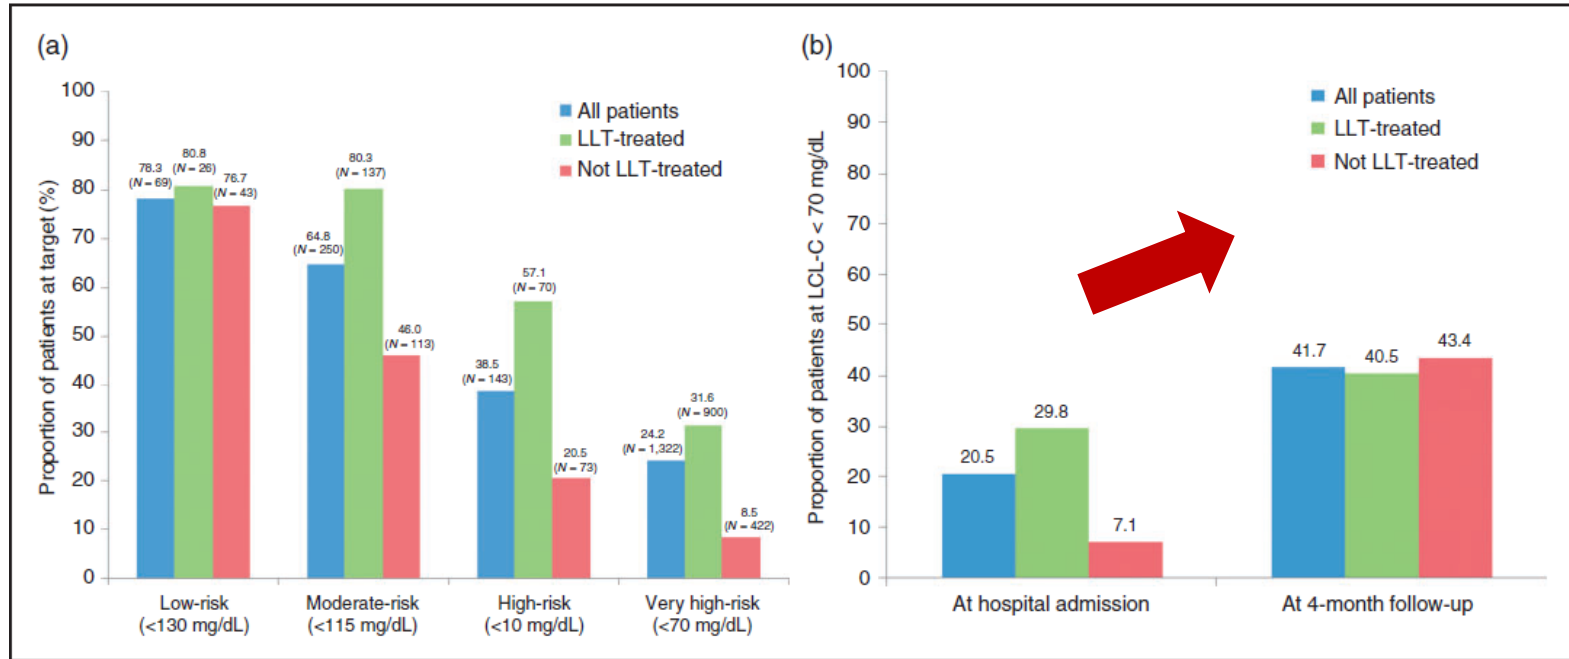 (a)
Proportion of patients at target (%)
100
90
80
70
60
50
40
30
20
10
0
All patients
LLT-treated
Not LLT-treated
78.3
(N = 69)
80.8
(N = 26)
76.7
(N = 43)
64.8
(N = 250)
80.3
(N = 137)
46.0
(N = 113)
38.5
(N = 143)
57.1
(N = 70)
20.5
(N = 73)
24.2
(N = 1,322)
31.6
(N = 900)
8.5
(N = 422)
Low-risk
(<130 mg/dL)
Moderate-risk
(<115 mg/dL)
High-risk
(<10 mg/dL)
Very high-risk
(<70 mg/dL)
(b)
Proportion of patients at LCL-C < 70 mg/dL
100
90
80
70
60
50
40
30
20
10
0
All patients
LLT-treated
Not LLT-treated
20.5
29.8
7.1
41.7
40.5
43.4
At hospital admission
At 4-month follow-up